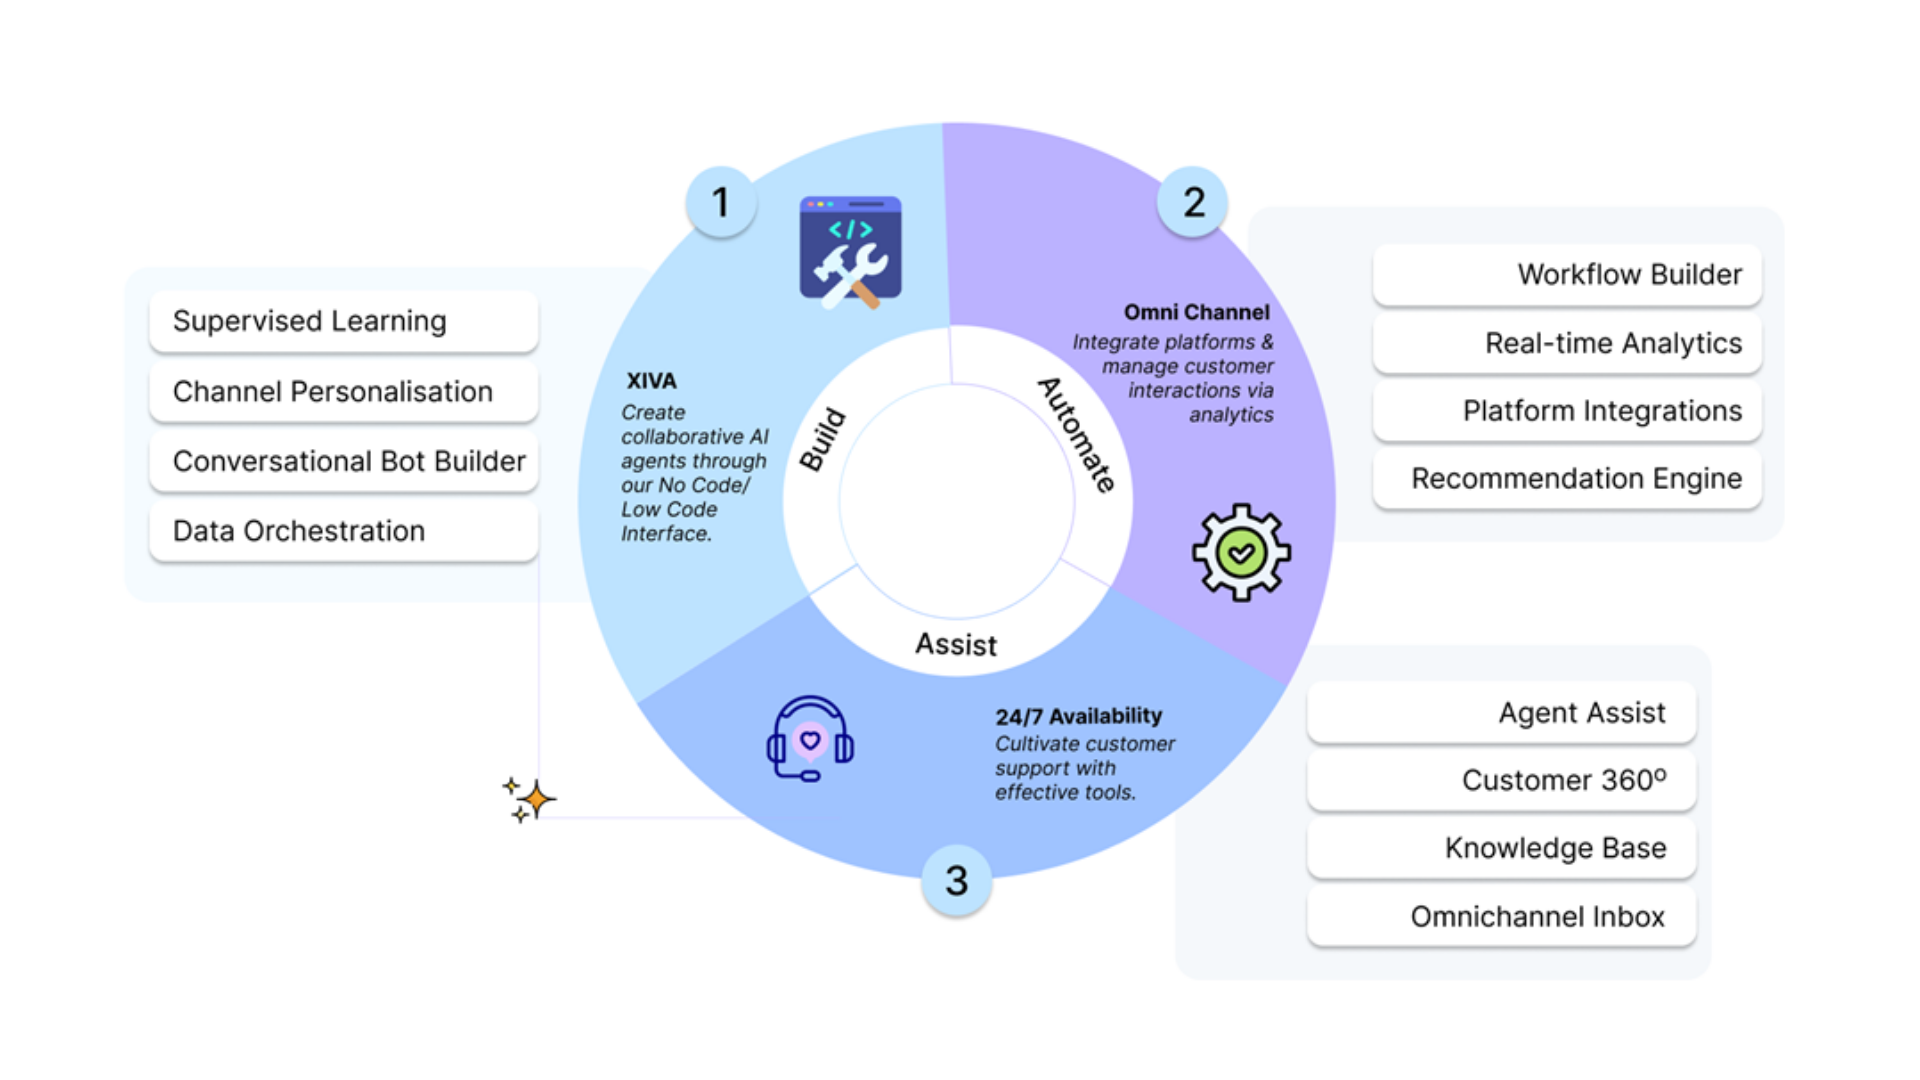 1
2
</>
Supervised Learning
Channel Personalisation
Conversational Bot Builder
Data Orchestration
XIVA
Create
collaborative AI
agents through
our No Code/
Low Code
Interface.
Build
Omni Channel
Integrate platforms &
manage customer
interactions via
analytics
Automate
Workflow Builder
Real-time Analytics
Platform Integrations
Recommendation Engine
Assist
24/7 Availability
Cultivate customer
support with
effective tools.
3
Agent Assist
Customer 360º
Knowledge Base
Omnichannel Inbox